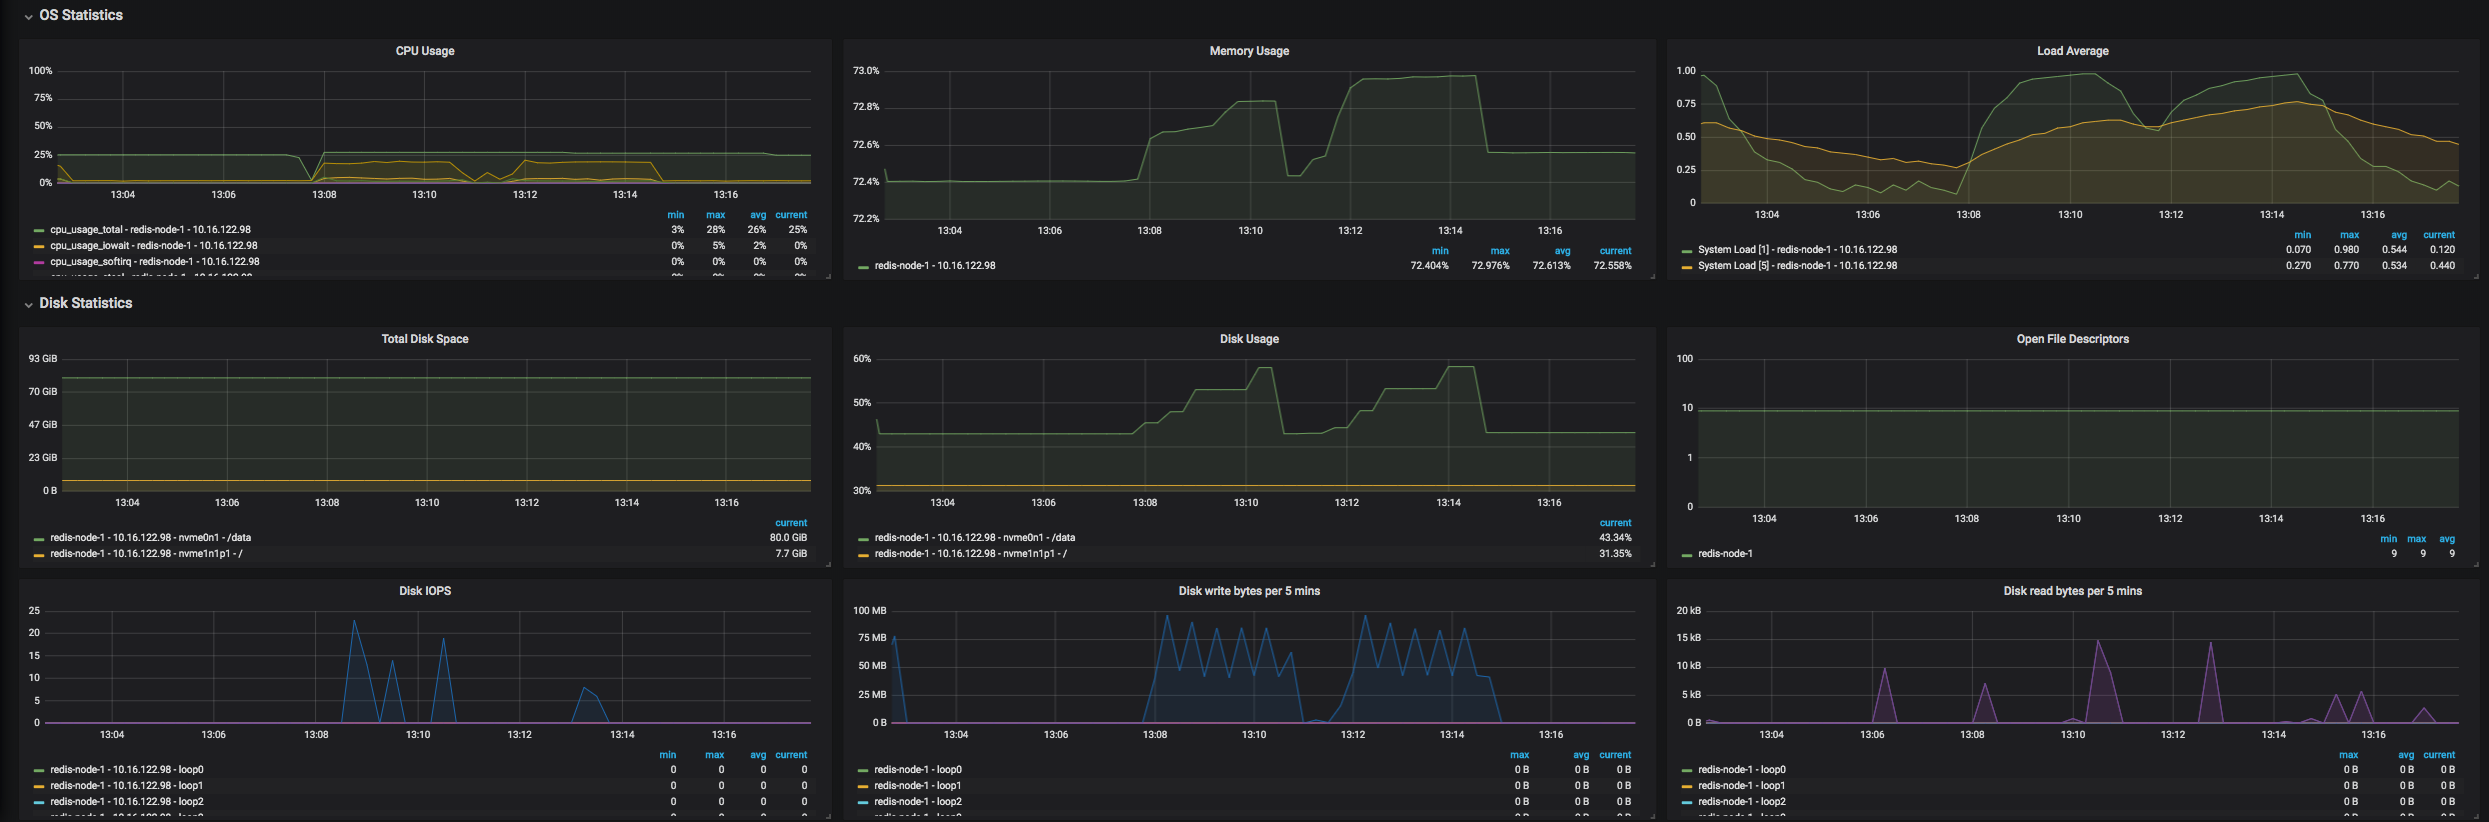 OS Statistics
CPU Usage
100%
75%
50%
25%
0%
13:04 13:06 13:08 13:10 13:12 13:14 13:16
min max avg current
cpu_usage_total - redis-node-1 - 10.16.122.98 3% 28% 26% 25%
cpu_usage_iowait - redis-node-1 - 10.16.122.98 0% 5% 2% 0%
cpu_usage_softirq - redis-node-1 - 10.16.122.98 0% 0% 0% 0%
Memory Usage
73.0%
72.8%
72.6%
72.4%
72.2%
13:04 13:06 13:08 13:10 13:12 13:14 13:16
min max avg current
redis-node-1 - 10.16.122.98 72.404% 72.976% 72.613% 72.558%
Load Average
1.00
0.75
0.50
0.25
0
13:04 13:06 13:08 13:10 13:12 13:14 13:16
min max avg current
System Load [1] - redis-node-1 - 10.16.122.98 0.070 0.980 0.544 0.120
System Load [5] - redis-node-1 - 10.16.122.98 0.270 0.770 0.534 0.440
Disk Statistics
Total Disk Space
93 GiB
70 GiB
47 GiB
23 GiB
0 B
13:04 13:06 13:08 13:10 13:12 13:14 13:16
current
redis-node-1 - 10.16.122.98 - nvme0n1 - /data 80.0 GiB
redis-node-1 - 10.16.122.98 - nvme1n1p1 - / 7.7 GiB
Disk Usage
60%
50%
40%
30%
13:04 13:06 13:08 13:10 13:12 13:14 13:16
current
redis-node-1 - 10.16.122.98 - nvme0n1 - /data 43.34%
redis-node-1 - 10.16.122.98 - nvme1n1p1 - / 31.35%
Open File Descriptors
100
10
1
0
13:04 13:06 13:08 13:10 13:12 13:14 13:16
min max avg
redis-node-1 9 9 9
Disk IOPS
25
20
15
10
5
0
13:04 13:06 13:08 13:10 13:12 13:14 13:16
min max avg current
redis-node-1 - 10.16.122.98 - loop0 0 0 0 0
redis-node-1 - 10.16.122.98 - loop1 0 0 0 0
redis-node-1 - 10.16.122.98 - loop2 0 0 0 0
Disk write bytes per 5 mins
100 MB
75 MB
50 MB
25 MB
0 B
13:04 13:06 13:08 13:10 13:12 13:14 13:16
max avg current
redis-node-1 - loop0 0 B 0 B 0 B
redis-node-1 - loop1 0 B 0 B 0 B
redis-node-1 - loop2 0 B 0 B 0 B
Disk read bytes per 5 mins
20 kB
15 kB
10 kB
5 kB
0 B
13:04 13:06 13:08 13:10 13:12 13:14 13:16
max avg current
redis-node-1 - loop0 0 B 0 B 0 B
redis-node-1 - loop1 0 B 0 B 0 B
redis-node-1 - loop2 0 B 0 B 0 B